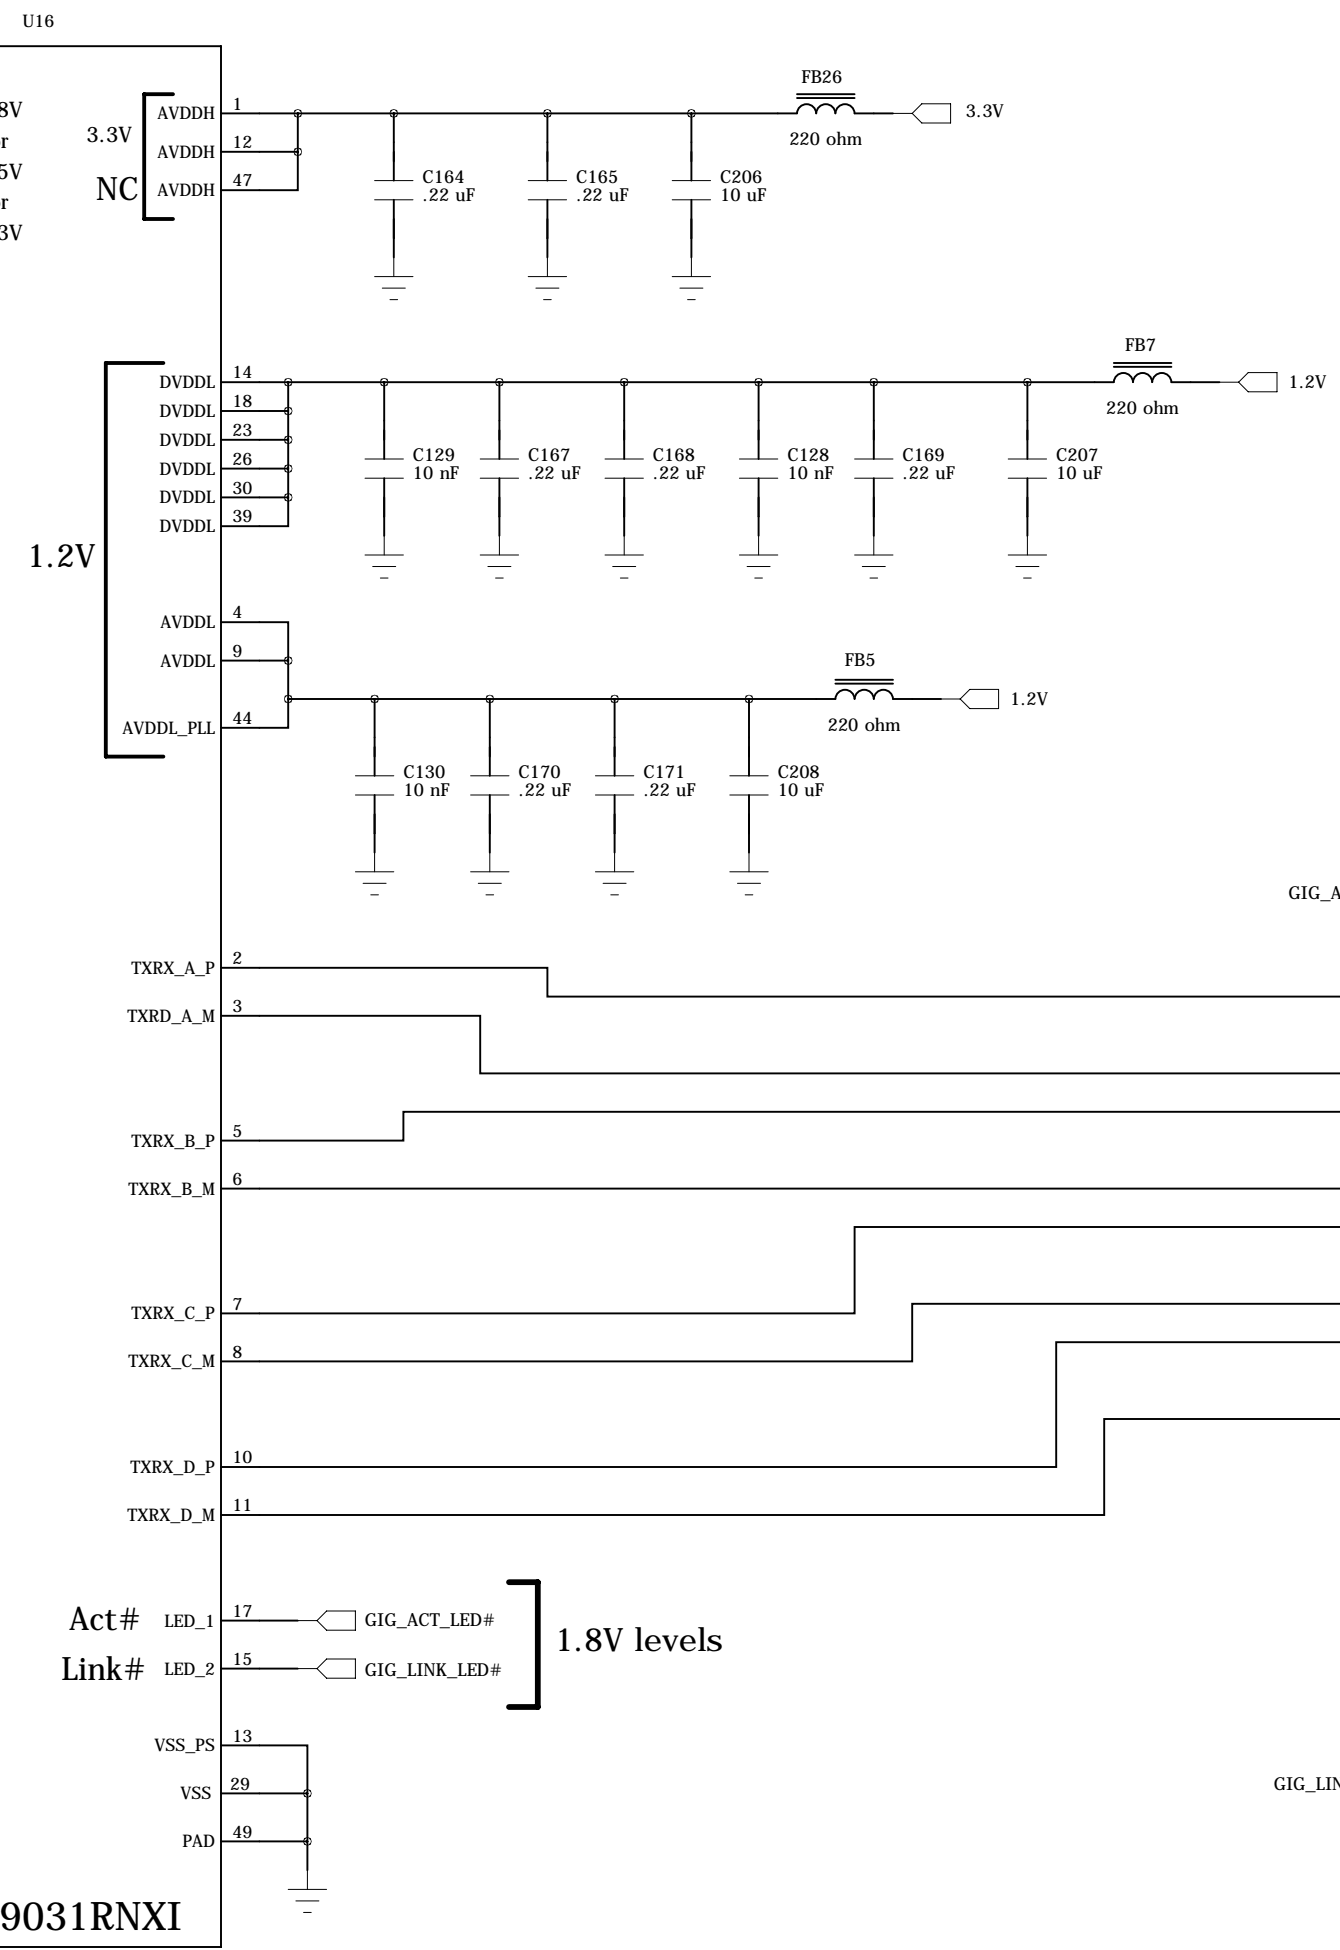 U16
8V
or
5V
or
3V
3.3V
NC
AVDDH 1
AVDDH 12
AVDDH 47
FB26
220 ohm
3.3V
C164
.22 uF
C165
.22 uF
C206
10 uF
1.2V
DVDDL 14
DVDDL 18
DVDDL 23
DVDDL 26
DVDDL 30
DVDDL 39
FB7
220 ohm
1.2V
C129
10 nF
C167
.22 uF
C168
.22 uF
C128
10 nF
C169
.22 uF
C207
10 uF
AVDDL 4
AVDDL 9
AVDDL_PLL 44
FB5
220 ohm
1.2V
C130
10 nF
C170
.22 uF
C171
.22 uF
C208
10 uF
GIG_A
TXRX_A_P 2
TXRD_A_M 3
TXRX_B_P 5
TXRX_B_M 6
TXRX_C_P 7
TXRX_C_M 8
TXRX_D_P 10
TXRX_D_M 11
Act# LED_1 17 GIG_ACT_LED#
Link# LED_2 15 GIG_LINK_LED#
1.8V levels
VSS_PS 13
VSS 29
PAD 49
GIG_LIN
9031RNXI